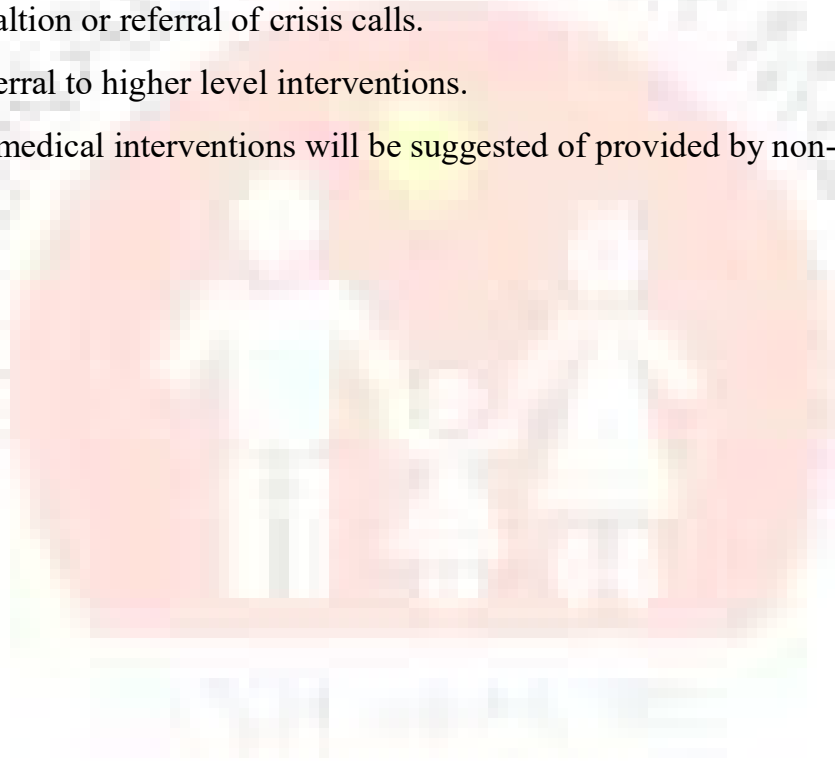 altion or referral of crisis calls.
erral to higher level interventions.
medical interventions will be suggested of provided by non-